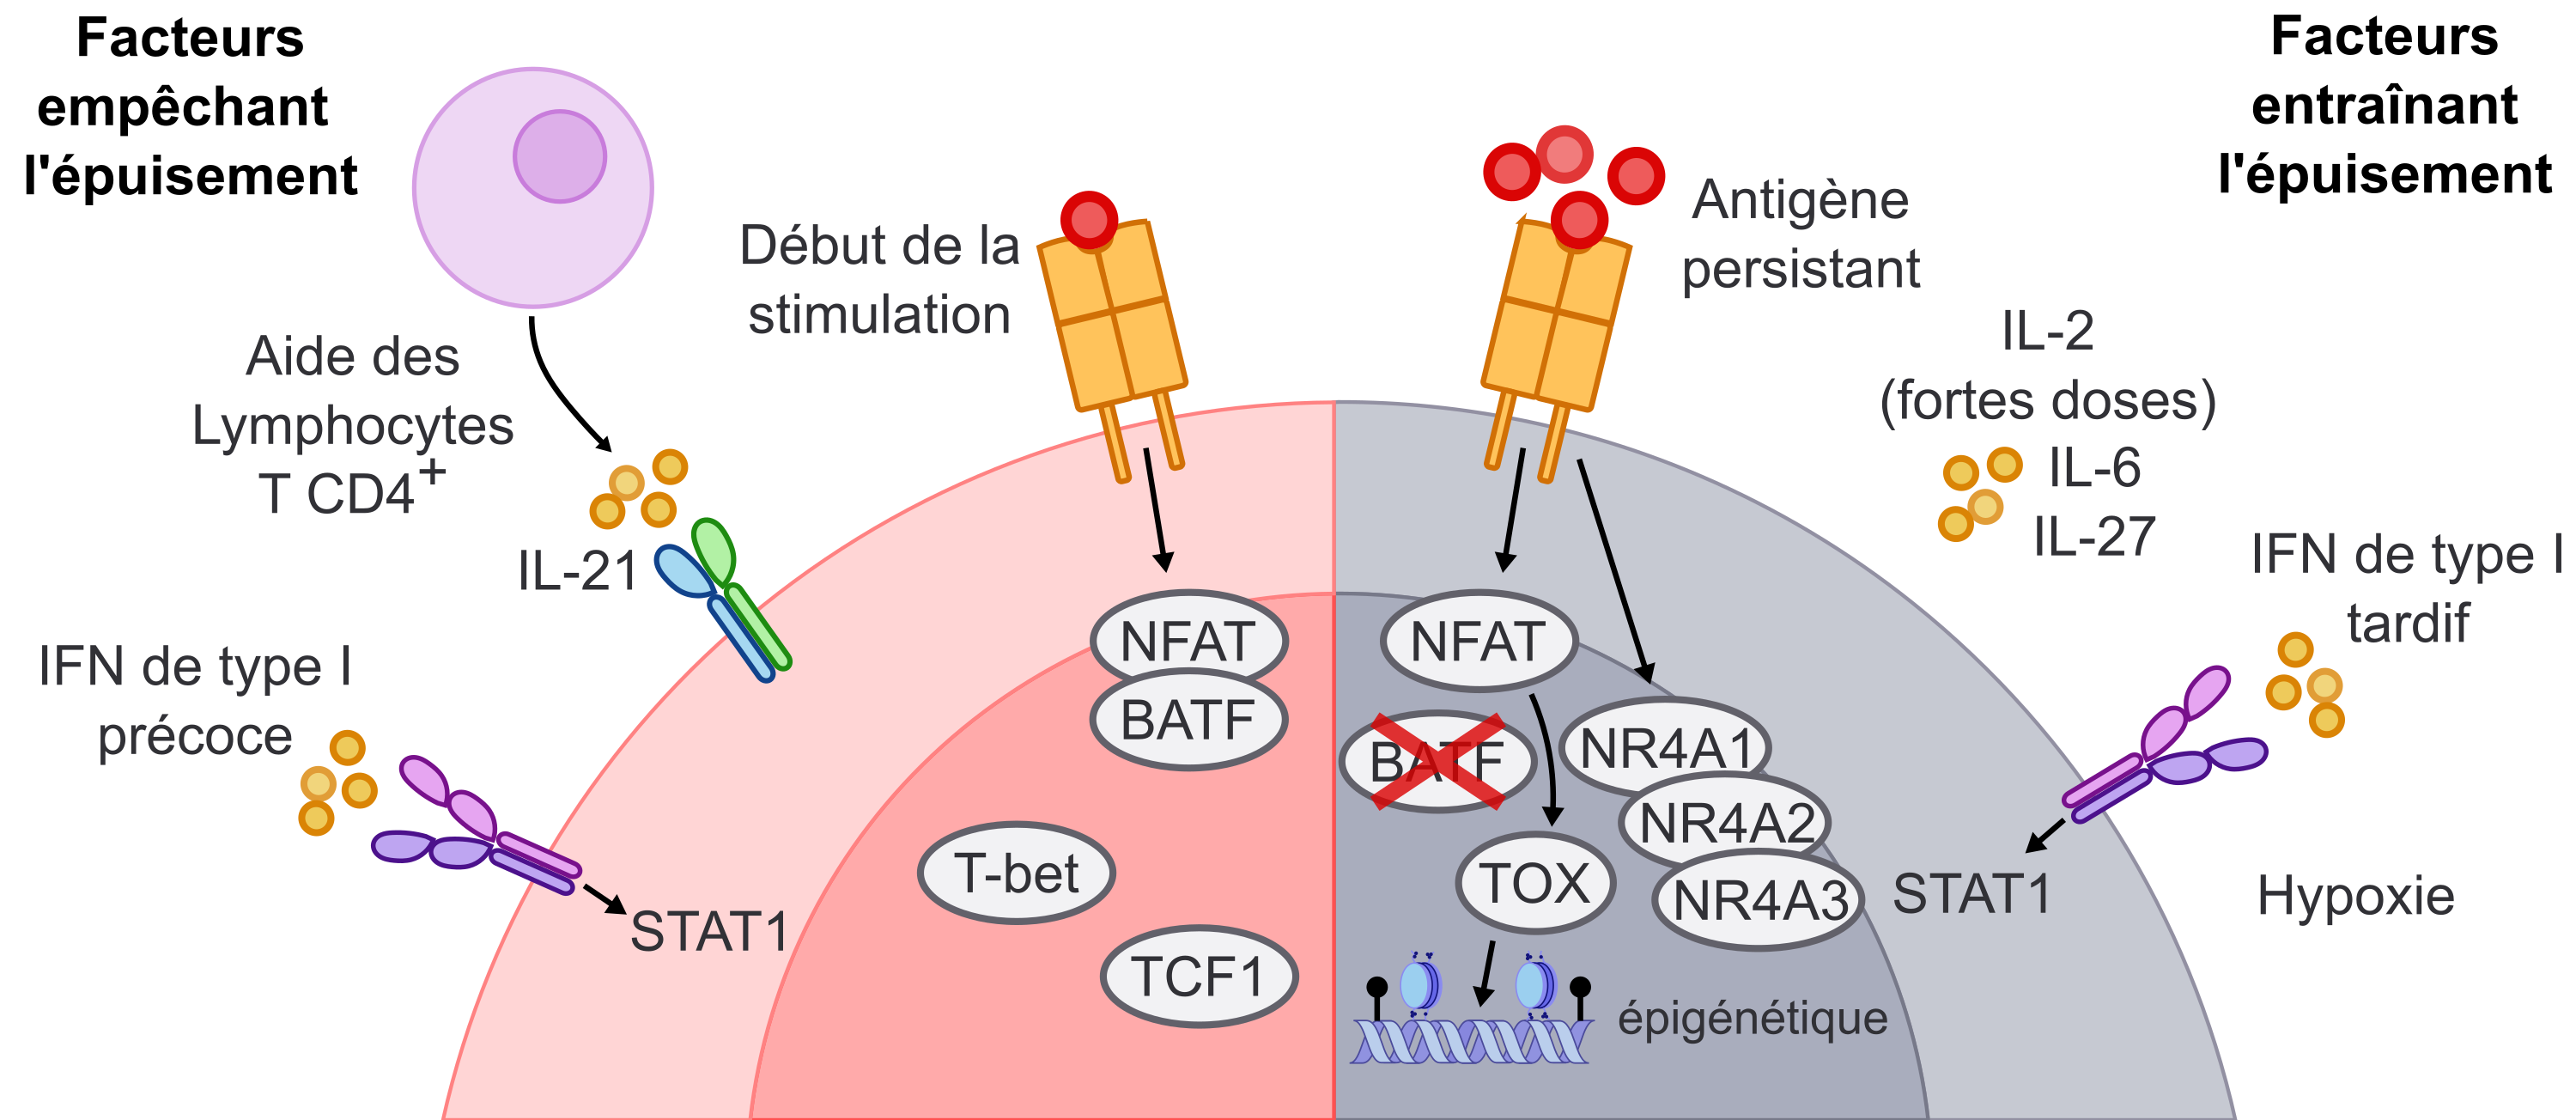 Facteurs
empêchant
l'épuisement
Aide des
Lymphocytes
T CD4+
IL-21
IFN de type I
précoce
STAT1
Début de la
stimulation
NFAT
BATF
T-bet
TCF1
Facteurs
entraînant
l'épuisement
Antigène
persistant
IL-2
(fortes doses)
IL-6
IL-27
IFN de type I
tardif
STAT1
Hypoxie
NFAT
BATF
NR4A1
NR4A2
NR4A3
TOX
épigénétique